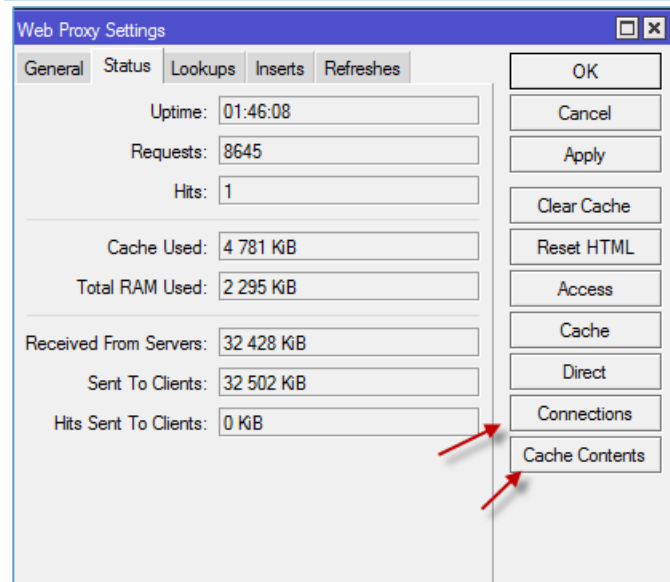 Web Proxy Settings
General Status Lookups Inserts Refreshes
Uptime: 01:46:08
Requests: 8645
Hits: 1
Cache Used: 4 781 KiB
Total RAM Used: 2 295 KiB
Received From Servers: 32 428 KiB
Sent To Clients: 32 502 KiB
Hits Sent To Clients: 0 KiB
OK
Cancel
Apply
Clear Cache
Reset HTML
Access
Cache
Direct
Connections
Cache Contents